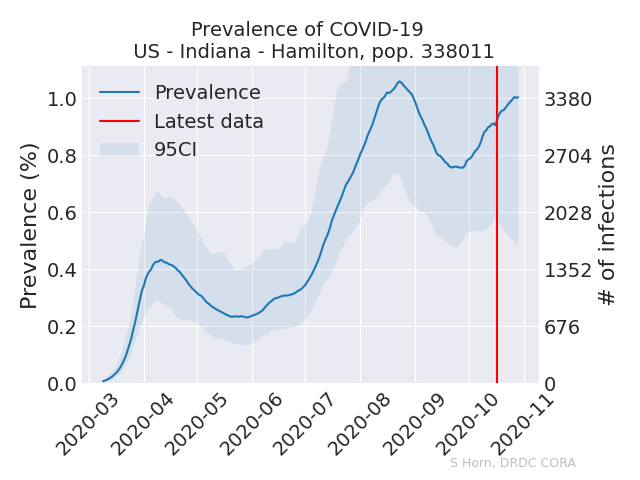 Prevalence of COVID-19
US - Indiana - Hamilton, pop. 338011
Prevalence
Latest data
95CI
Prevalence (%)
1.0
0.8
0.6
0.4
0.2
0.0
3380
2704
2028
1352
676
0
# of infections
2020-03
2020-04
2020-05
2020-06
2020-07
2020-08
2020-09
2020-10
2020-11
S Horn, DRDC CORA